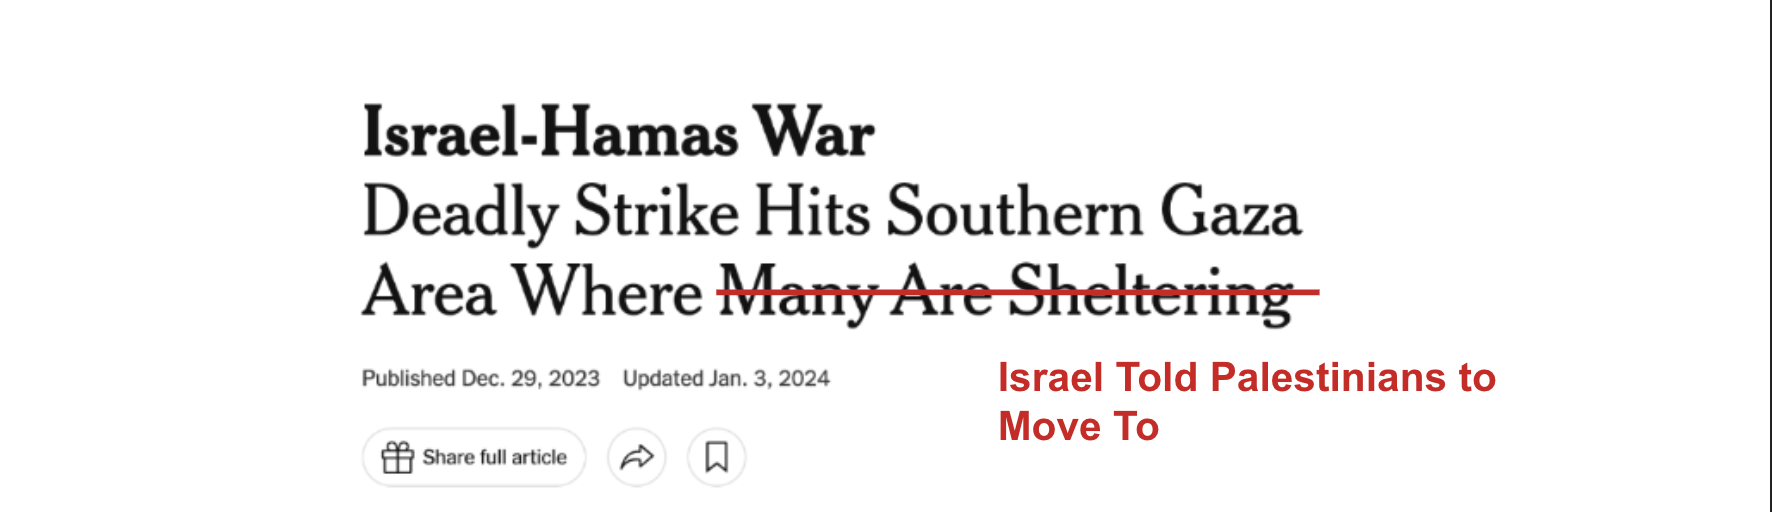 Israel-Hamas War
Deadly Strike Hits Southern Gaza
Area Where Many Are Sheltering
Published Dec. 29, 2023 Updated Jan. 3, 2024
Israel Told Palestinians to
Move To
Share full article